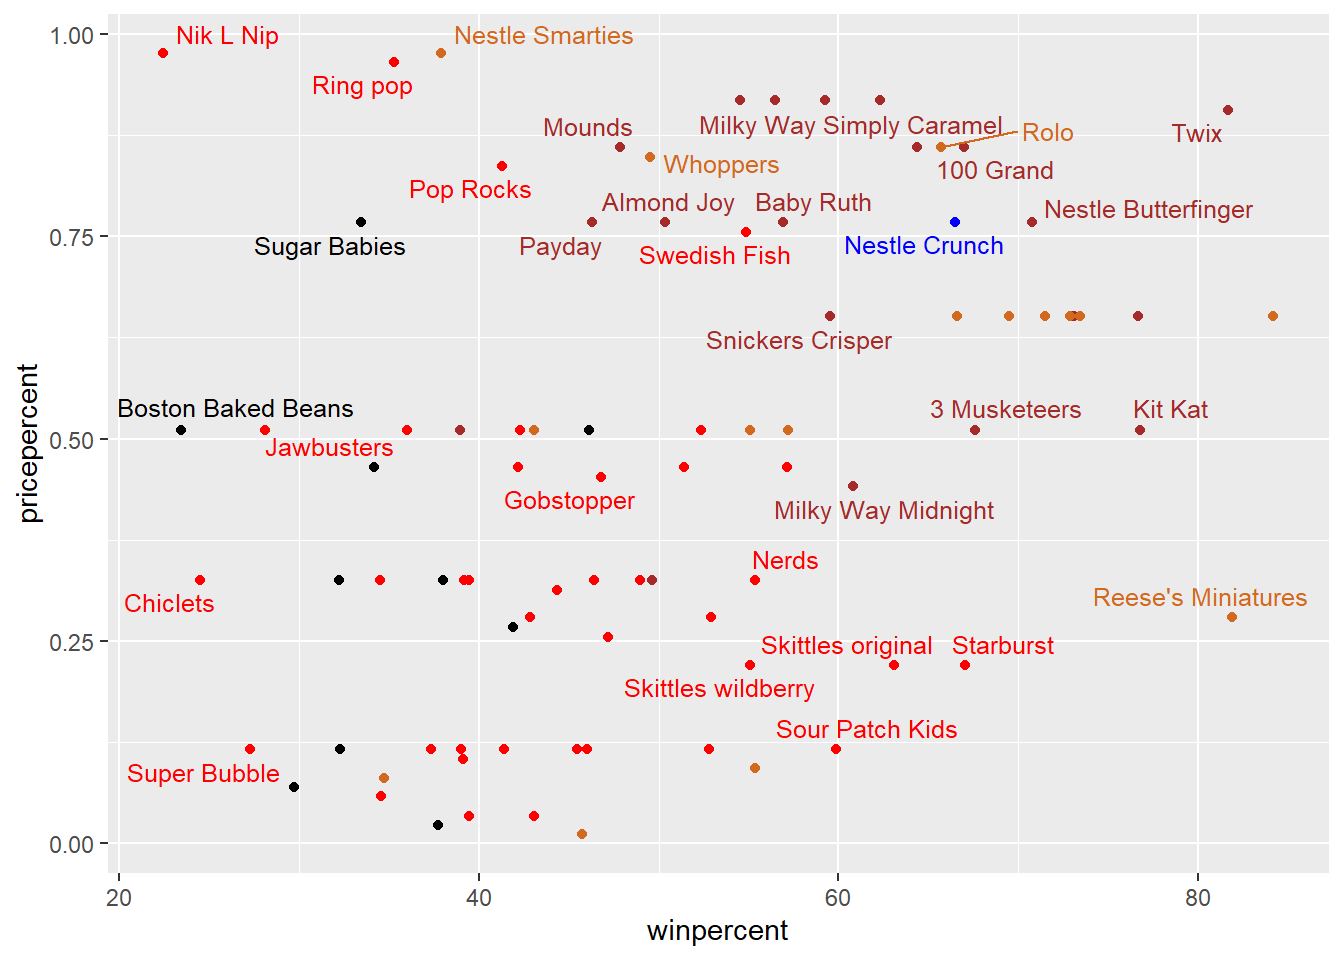 1.00
Nik L Nip
Nestle Smarties
Ring pop
Mounds
Milky Way Simply Caramel
Rolo
Twix
Whoppers
100 Grand
Pop Rocks
Almond Joy
Baby Ruth
Nestle Butterfinger
0.75
Sugar Babies
Payday
Swedish Fish
Nestle Crunch
Snickers Crisper
Boston Baked Beans
3 Musketeers
Kit Kat
0.50
Jawbusters
Gobstopper
Milky Way Midnight
Nerds
Chiclets
Reese's Miniatures
0.25
Skittles original
Starburst
Skittles wildberry
Sour Patch Kids
Super Bubble
0.00
20
40
60
80
winpercent
pricepercent